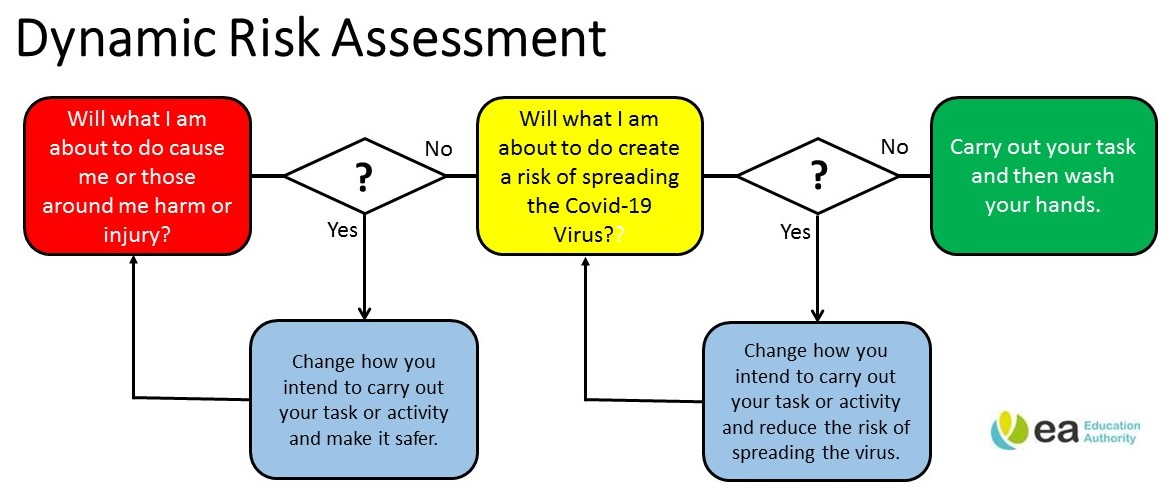 Dynamic Risk Assessment
Will what I am
about to do cause
me or those
around me harm or
injury?
?
No
Yes
Change how you
intend to carry out
your task or activity
and make it safer.
Will what I am
about to do create
a risk of spreading
the Covid-19
Virus??
?
No
Yes
Change how you
intend to carry out
your task or activity
and reduce the risk of
spreading the virus.
Carry out your task
and then wash
your hands.
ea Education
Authority